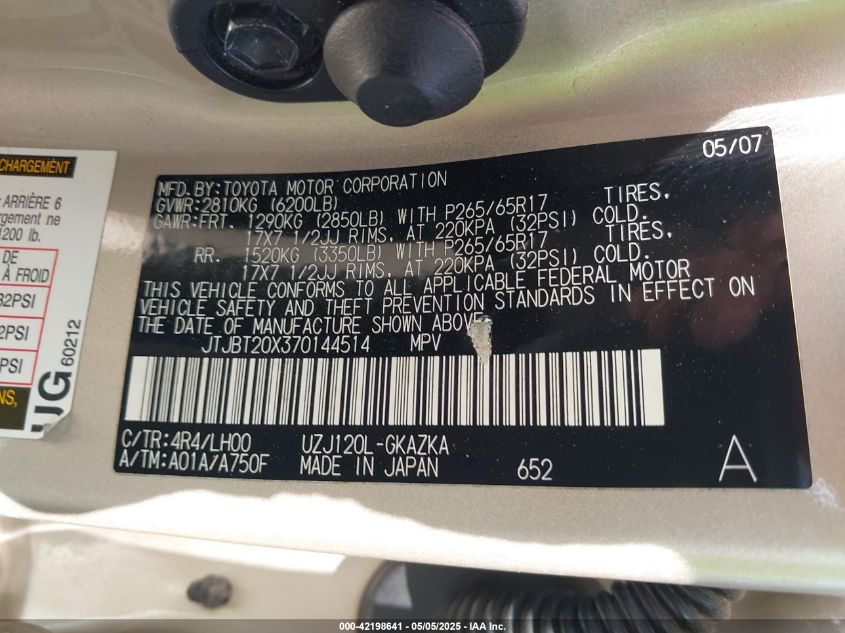 CHARGEMENT
ARRIÈRE 6
argement ne
1200 lb.
DE
À FROID
32PSI
2PSI
PSI
NS,
UG
60212
05/07
MFD.BY:TOYOTA MOTOR CORPORATION
GVWR:2810KG (6200LB)
GAWR:FRT. 1290KG (2850LB) WITH P265/65R17 TIRES,
17X7 1/2JJ RIMS, AT 220KPA (32PSI) COLD.
RR. 1520KG (3350LB) WITH P265/65R17 TIRES,
17X7 1/2JJ RIMS, AT 220KPA (32PSI) COLD.
THIS VEHICLE CONFORMS TO ALL APPLICABLE FEDERAL MOTOR
VEHICLE SAFETY AND THEFT PREVENTION STANDARDS IN EFFECT ON
THE DATE OF MANUFACTURE SHOWN ABOVE.
JTJBT20X370144514 MPV
C/TR:4R4/LH00 UZJ120L-GKAZKA
A/TM:A01A/A750F MADE IN JAPAN 652 A
000-42198641 - 05/05/2025 - IAA Inc.